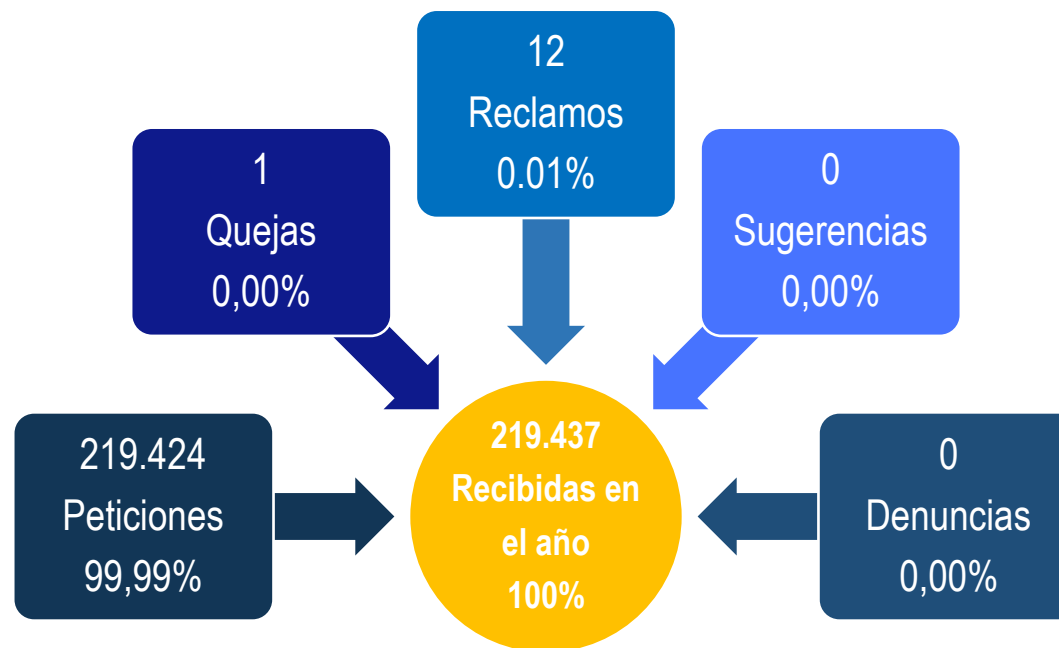 12
Reclamos
0.01%
1
Quejas
0,00%
0
Sugerencias
0,00%
219.424
Peticiones
99,99%
219.437
Recibidas en
el año
100%
0
Denuncias
0,00%